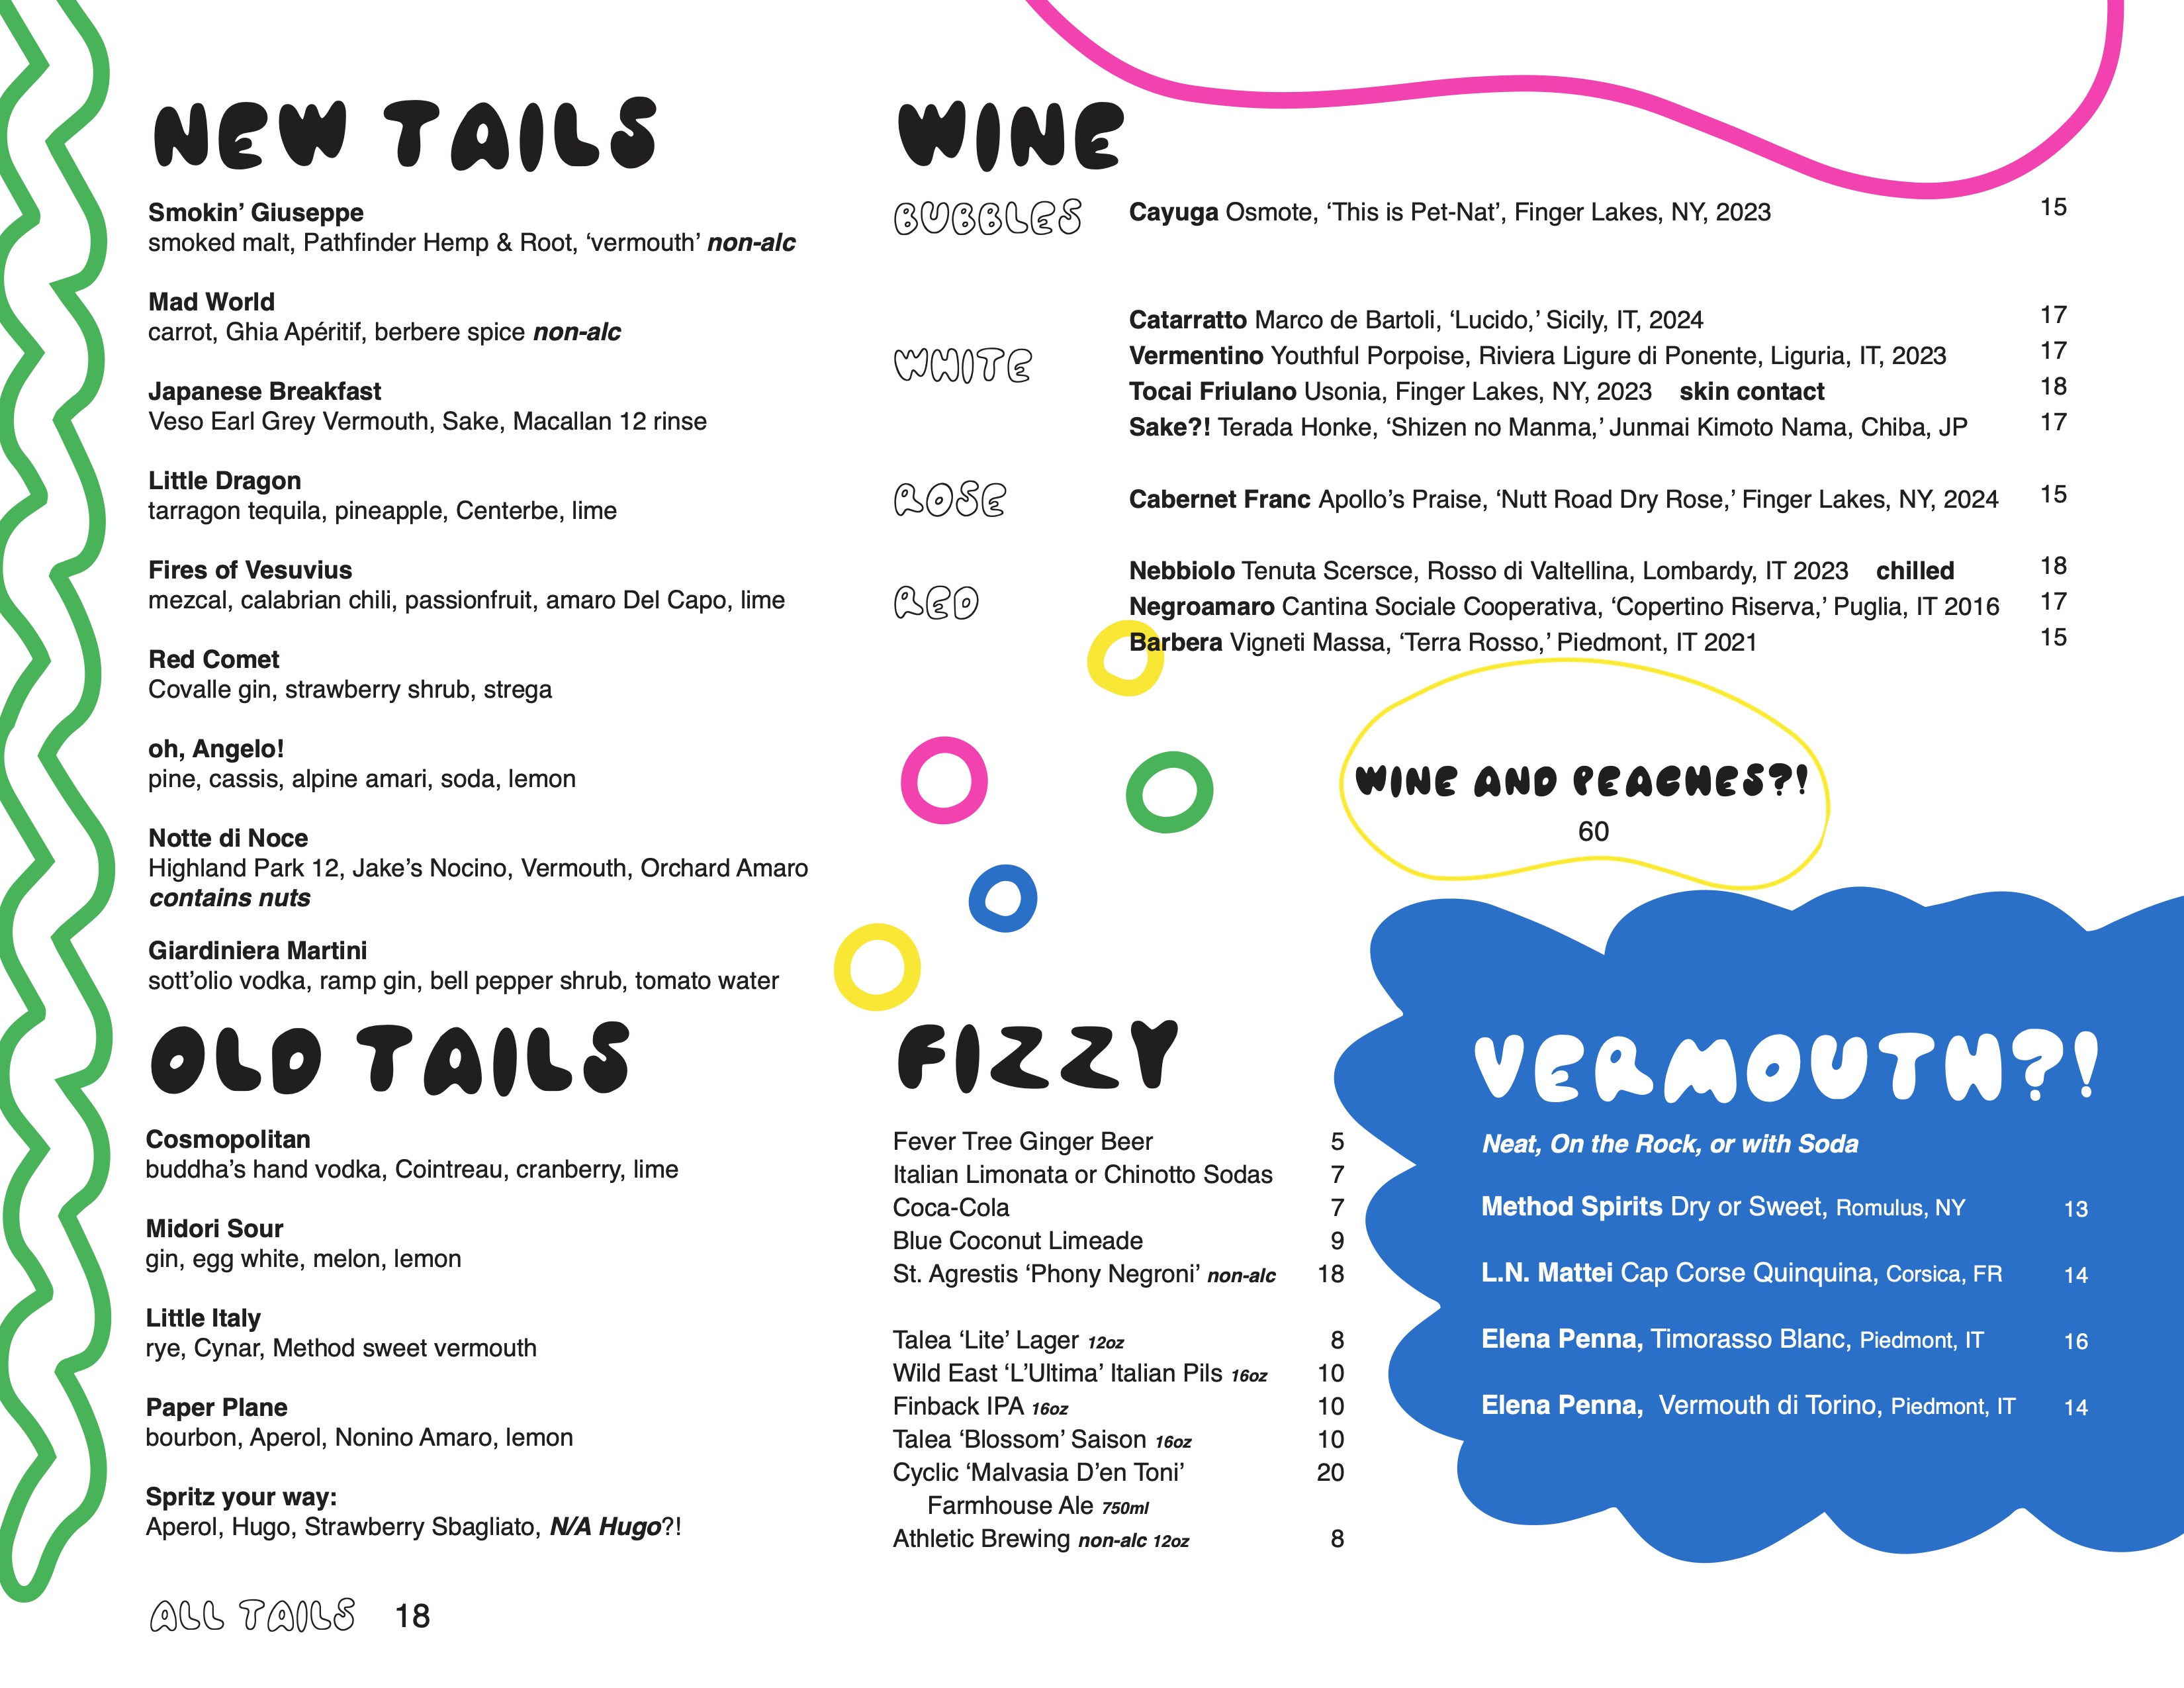 NEW TAILS
Smokin’ Giuseppe
smoked malt, Pathfinder Hemp & Root, ‘vermouth’ non-alc
Mad World
carrot, Ghia Apéritif, berbere spice non-alc
Japanese Breakfast
Veso Earl Grey Vermouth, Sake, Macallan 12 rinse
Little Dragon
tarragon tequila, pineapple, Centerbe, lime
Fires of Vesuvius
mezcal, calabrian chili, passionfruit, amaro Del Capo, lime
Red Comet
Covalle gin, strawberry shrub, strega
oh, Angelo!
pine, cassis, alpine amari, soda, lemon
Notte di Noce
Highland Park 12, Jake’s Nocino, Vermouth, Orchard Amaro
contains nuts
Giardiniera Martini
sott’olio vodka, ramp gin, bell pepper shrub, tomato water
OLD TAILS
Cosmopolitan
buddha’s hand vodka, Cointreau, cranberry, lime
Midori Sour
gin, egg white, melon, lemon
Little Italy
rye, Cynar, Method sweet vermouth
Paper Plane
bourbon, Aperol, Nonino Amaro, lemon
Spritz your way:
Aperol, Hugo, Strawberry Sbagliato, N/A Hugo?!
ALL TAILS 18
WINE
BUBBLES
Cayuga Osmote, ‘This is Pet-Nat’, Finger Lakes, NY, 2023 15
WHITE
Catarratto Marco de Bartoli, ‘Lucido,’ Sicily, IT, 2024 17
Vermentino Youthful Porpoise, Riviera Ligure di Ponente, Liguria, IT, 2023 17
Tocai Friulano Usonia, Finger Lakes, NY, 2023 skin contact 18
Sake?! Terada Honke, ‘Shizen no Manma,’ Junmai Kimoto Nama, Chiba, JP 17
ROSE
Cabernet Franc Apollo’s Praise, ‘Nutt Road Dry Rose,’ Finger Lakes, NY, 2024 15
RED
Nebbiolo Tenuta Scersce, Rosso di Valtellina, Lombardy, IT 2023 chilled 18
Negroamaro Cantina Sociale Cooperativa, ‘Copertino Riserva,’ Puglia, IT 2016 17
Barbera Vigneti Massa, ‘Terra Rosso,’ Piedmont, IT 2021 15
WINE AND PEACHES?!
60
FIZZY
Fever Tree Ginger Beer 5
Italian Limonata or Chinotto Sodas 7
Coca-Cola 7
Blue Coconut Limeade 9
St. Agrestis ‘Phony Negroni’ non-alc 18
Talea ‘Lite’ Lager 12oz 8
Wild East ‘L’Ultima’ Italian Pils 16oz 10
Finback IPA 16oz 10
Talea ‘Blossom’ Saison 16oz 10
Cyclic ‘Malvasia D’en Toni’ 20
Farmhouse Ale 750ml
Athletic Brewing non-alc 12oz 8
VERMOUTH?!
Neat, On the Rock, or with Soda
Method Spirits Dry or Sweet, Romulus, NY 13
L.N. Mattei Cap Corse Quinquina, Corsica, FR 14
Elena Penna, Timorasso Blanc, Piedmont, IT 16
Elena Penna, Vermouth di Torino, Piedmont, IT 14